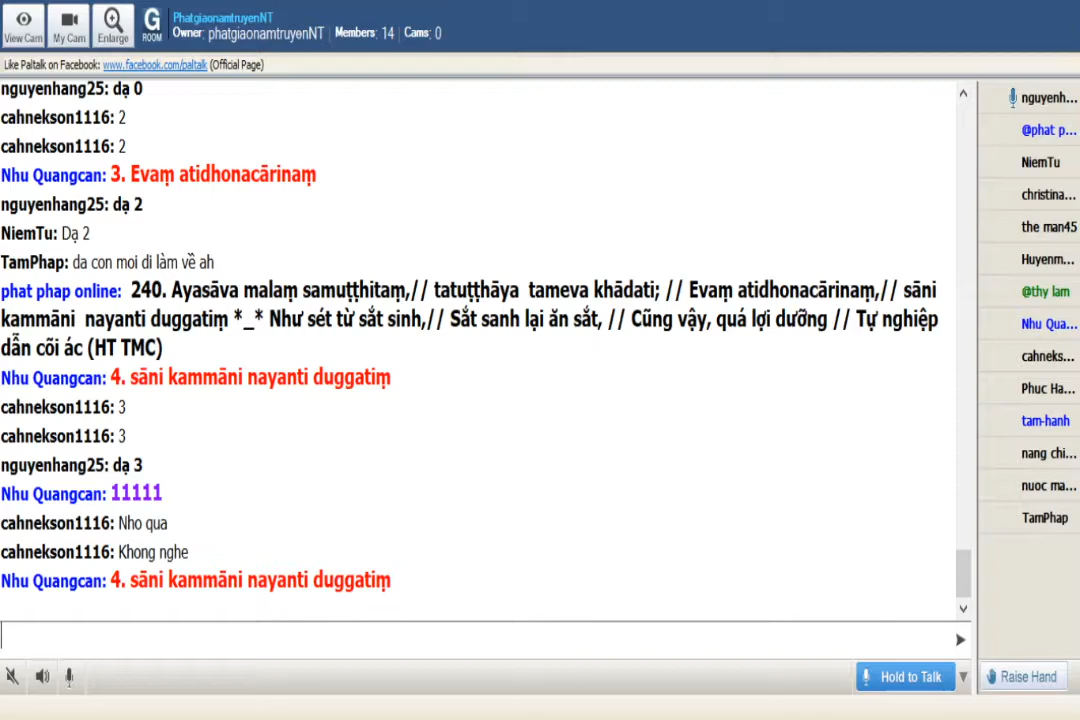 View Cam
My Cam
Enlarge
G
ROOM
PhatgiaonamtruyenNT
Owner: phatgiaonamtruyenNT | Members: 14 | Cams: 0
Like Paltalk on Facebook: www.facebook.com/paltalk (Official Page)
nguyenhang25: dạ 0
cahnekson1116: 2
cahnekson1116: 2
Nhu Quangcan: 3. Evaṃ atidhonacārinaṃ
nguyenhang25: dạ 2
NiemTu: Dạ 2
TamPhap: da con moi di làm về ah
phat phap online: 240. Ayasāva malaṃ samuṭṭhitaṃ,// tatuṭṭhāya tameva khādati; // Evaṃ atidhonacārinaṃ,// sāni
kammāni nayanti duggatiṃ *_* Như sét từ sắt sinh,// Sắt sanh lại ăn sắt, // Cũng vậy, quá lợi dưỡng // Tự nghiệp
dẫn cõi ác (HT TMC)
Nhu Quangcan: 4. sāni kammāni nayanti duggatiṃ
cahnekson1116: 3
cahnekson1116: 3
nguyenhang25: dạ 3
Nhu Quangcan: 11111
cahnekson1116: Nho qua
cahnekson1116: Khong nghe
Nhu Quangcan: 4. sāni kammāni nayanti duggatiṃ
nguyenh...
@phat p...
NiemTu
christina...
the man45
Huyenm...
@thy lam
Nhu Qua...
cahneks...
Phuc Ha...
tam-hanh
nang chi...
nuoc ma...
TamPhap
Hold to Talk
Raise Hand